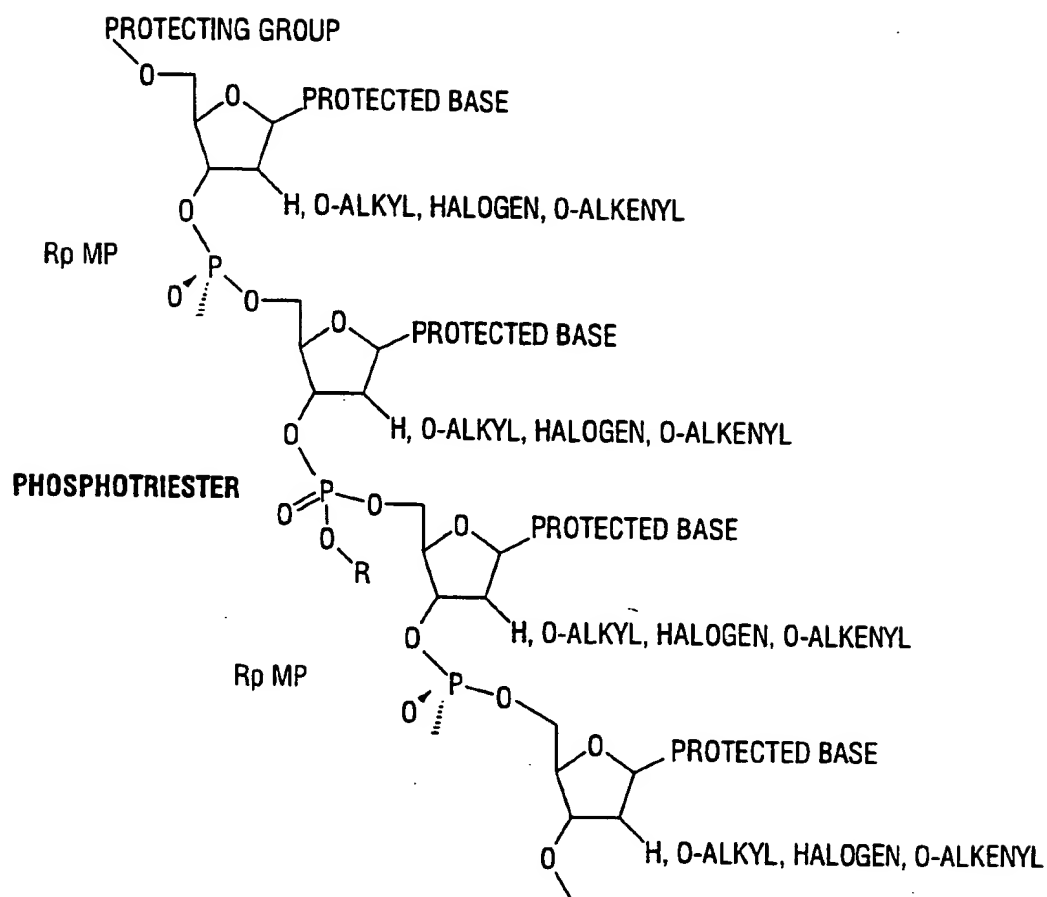 PROTECTING GROUP
O
O
PROTECTED BASE
O
H, O-ALKYL, HALOGEN, O-ALKENYL
Rp MP
P
O
O
O
PROTECTED BASE
O
H, O-ALKYL, HALOGEN, O-ALKENYL
PHOSPHOTRIESTER
P
O
O
O
R
O
PROTECTED BASE
O
H, O-ALKYL, HALOGEN, O-ALKENYL
Rp MP
P
O
O
O
PROTECTED BASE
O
H, O-ALKYL, HALOGEN, O-ALKENYL